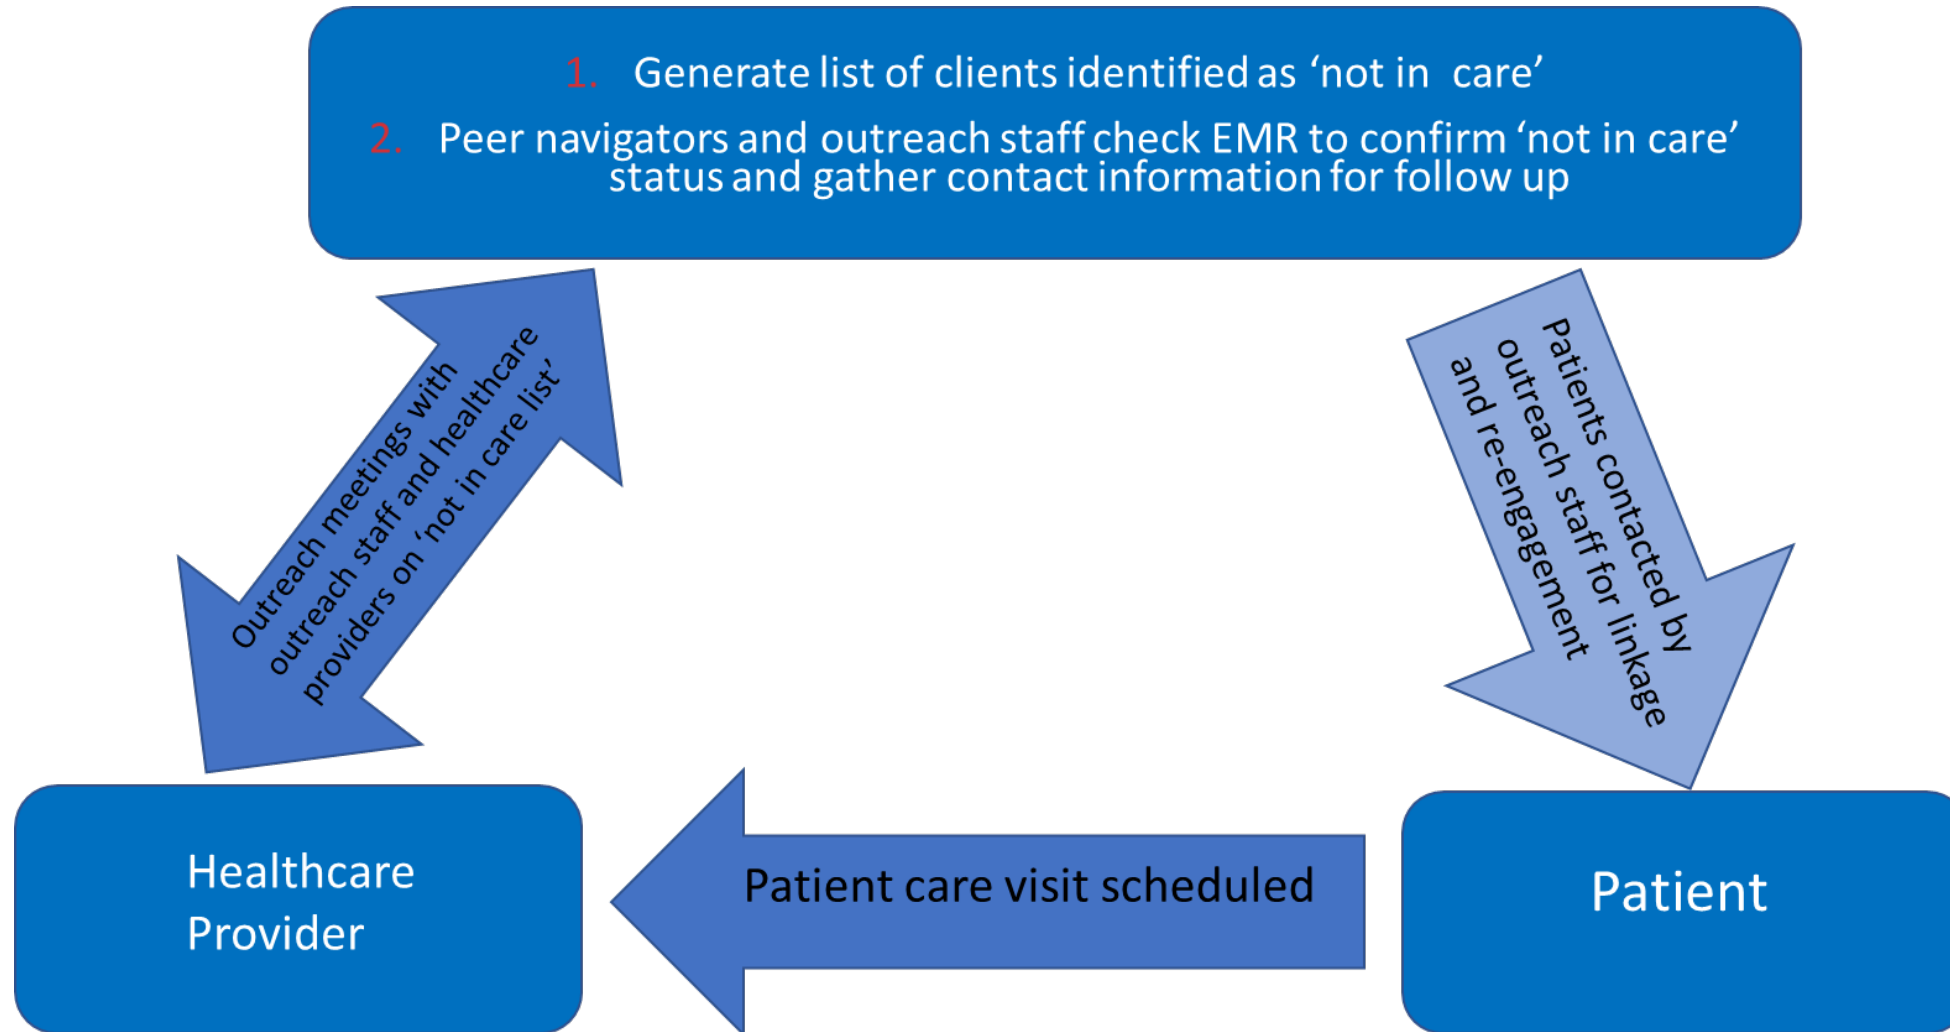 1. Generate list of clients identified as ‘not in care’
2. Peer navigators and outreach staff check EMR to confirm ‘not in care’
status and gather contact information for follow up
Outreach meetings with
outreach staff and healthcare
providers on ‘not in care list’
Patients contacted by
outreach staff for linkage
and re-engagement
Healthcare
Provider
Patient care visit scheduled
Patient